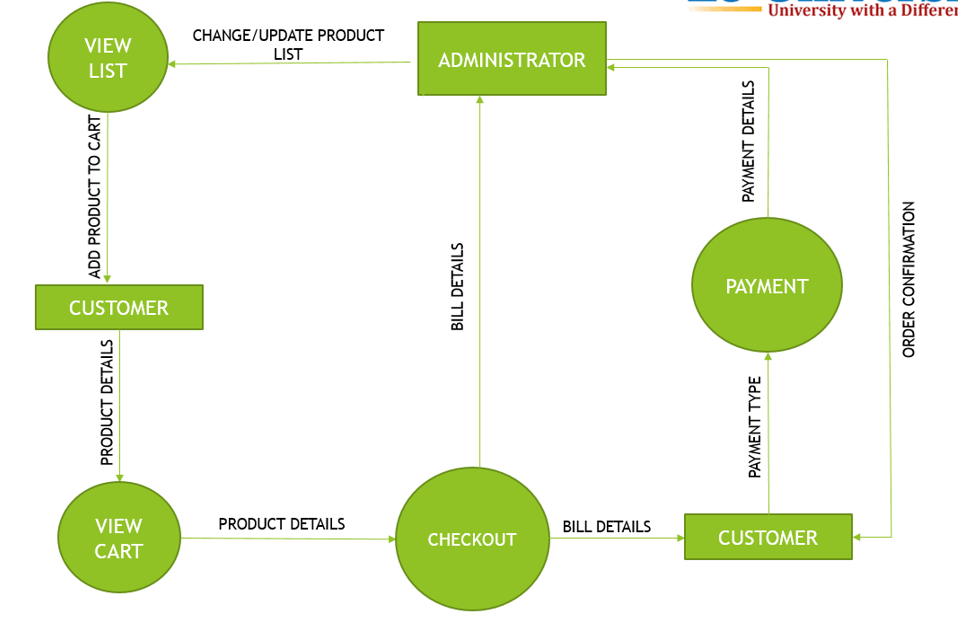 University with a Differen
CHANGE/UPDATE PRODUCT
LIST
VIEW
LIST
ADMINISTRATOR
ADD PRODUCT TO CART
PAYMENT DETAILS
BILL DETAILS
ORDER CONFIRMATION
PAYMENT
CUSTOMER
PRODUCT DETAILS
PAYMENT TYPE
VIEW
CART
PRODUCT DETAILS
CHECKOUT
BILL DETAILS
CUSTOMER